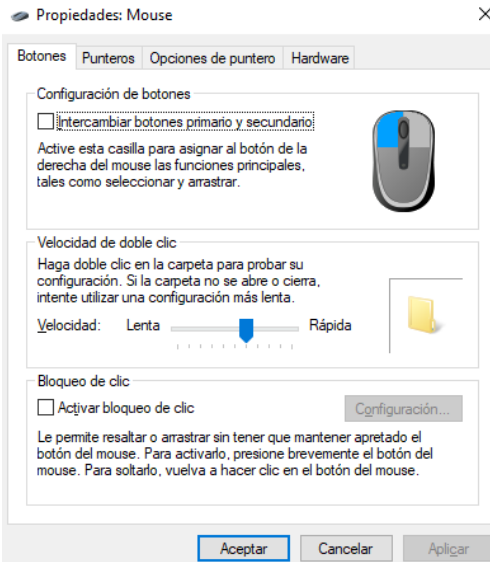 Propiedades: Mouse
Botones Punteros Opciones de puntero Hardware
Configuración de botones
Intercambiar botones primario y secundario
Active esta casilla para asignar al botón de la
derecha del mouse las funciones principales,
tales como seleccionar y arrastrar.
Velocidad de doble clic
Haga doble clic en la carpeta para probar su
configuración. Si la carpeta no se abre o cierra,
intente utilizar una configuración más lenta.
Velocidad: Lenta Rápida
Bloqueo de clic
Activar bloqueo de clic Configuración...
Le permite resaltar o arrastrar sin tener que mantener apretado el
botón del mouse. Para activarlo, presione brevemente el botón del
mouse. Para soltarlo, vuelva a hacer clic en el botón del mouse.
Aceptar Cancelar Aplicar